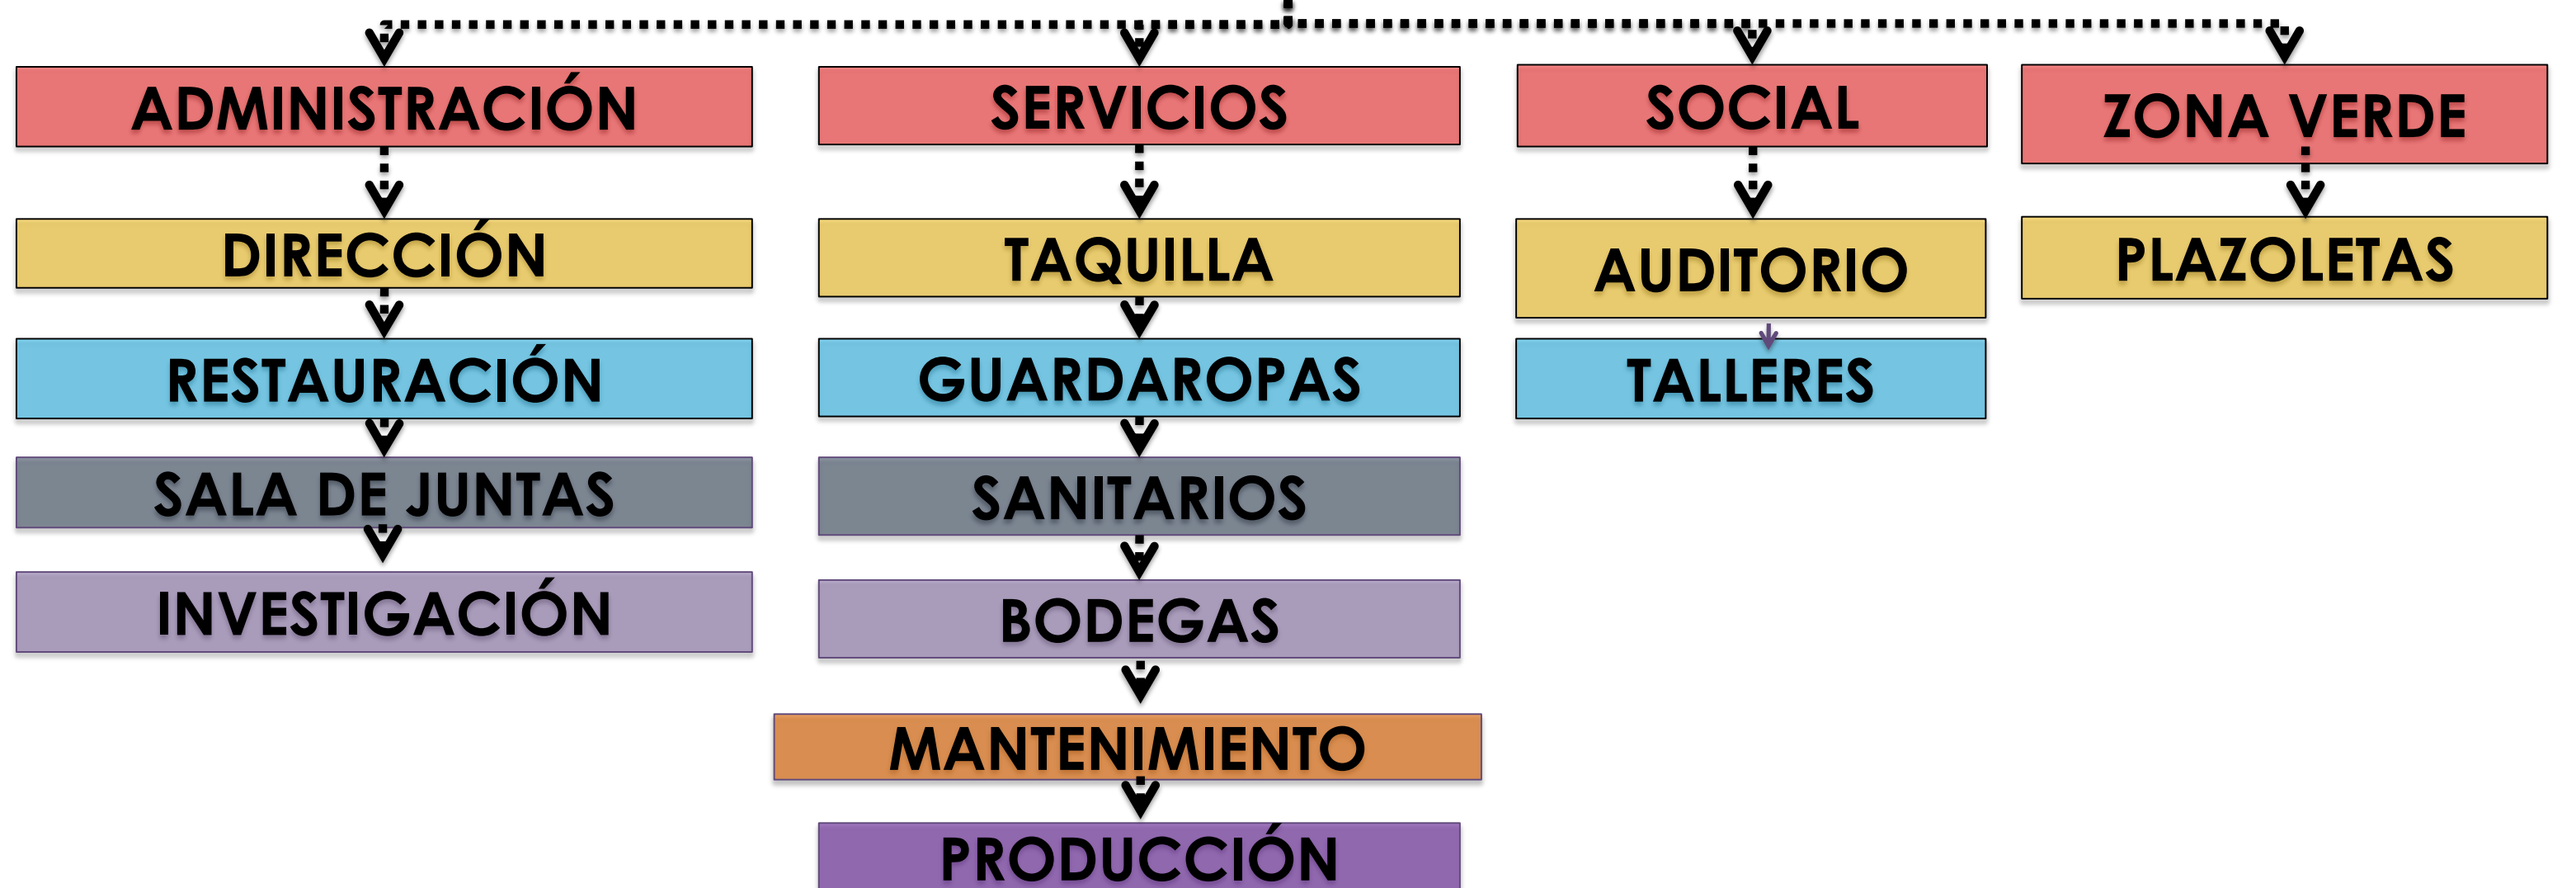 ADMINISTRACIÓN
DIRECCIÓN
RESTAURACIÓN
SALA DE JUNTAS
INVESTIGACIÓN
SERVICIOS
TAQUILLA
GUARDAROPAS
SANITARIOS
BODEGAS
MANTENIMIENTO
PRODUCCIÓN
SOCIAL
AUDITORIO
TALLERES
ZONA VERDE
PLAZOLETAS